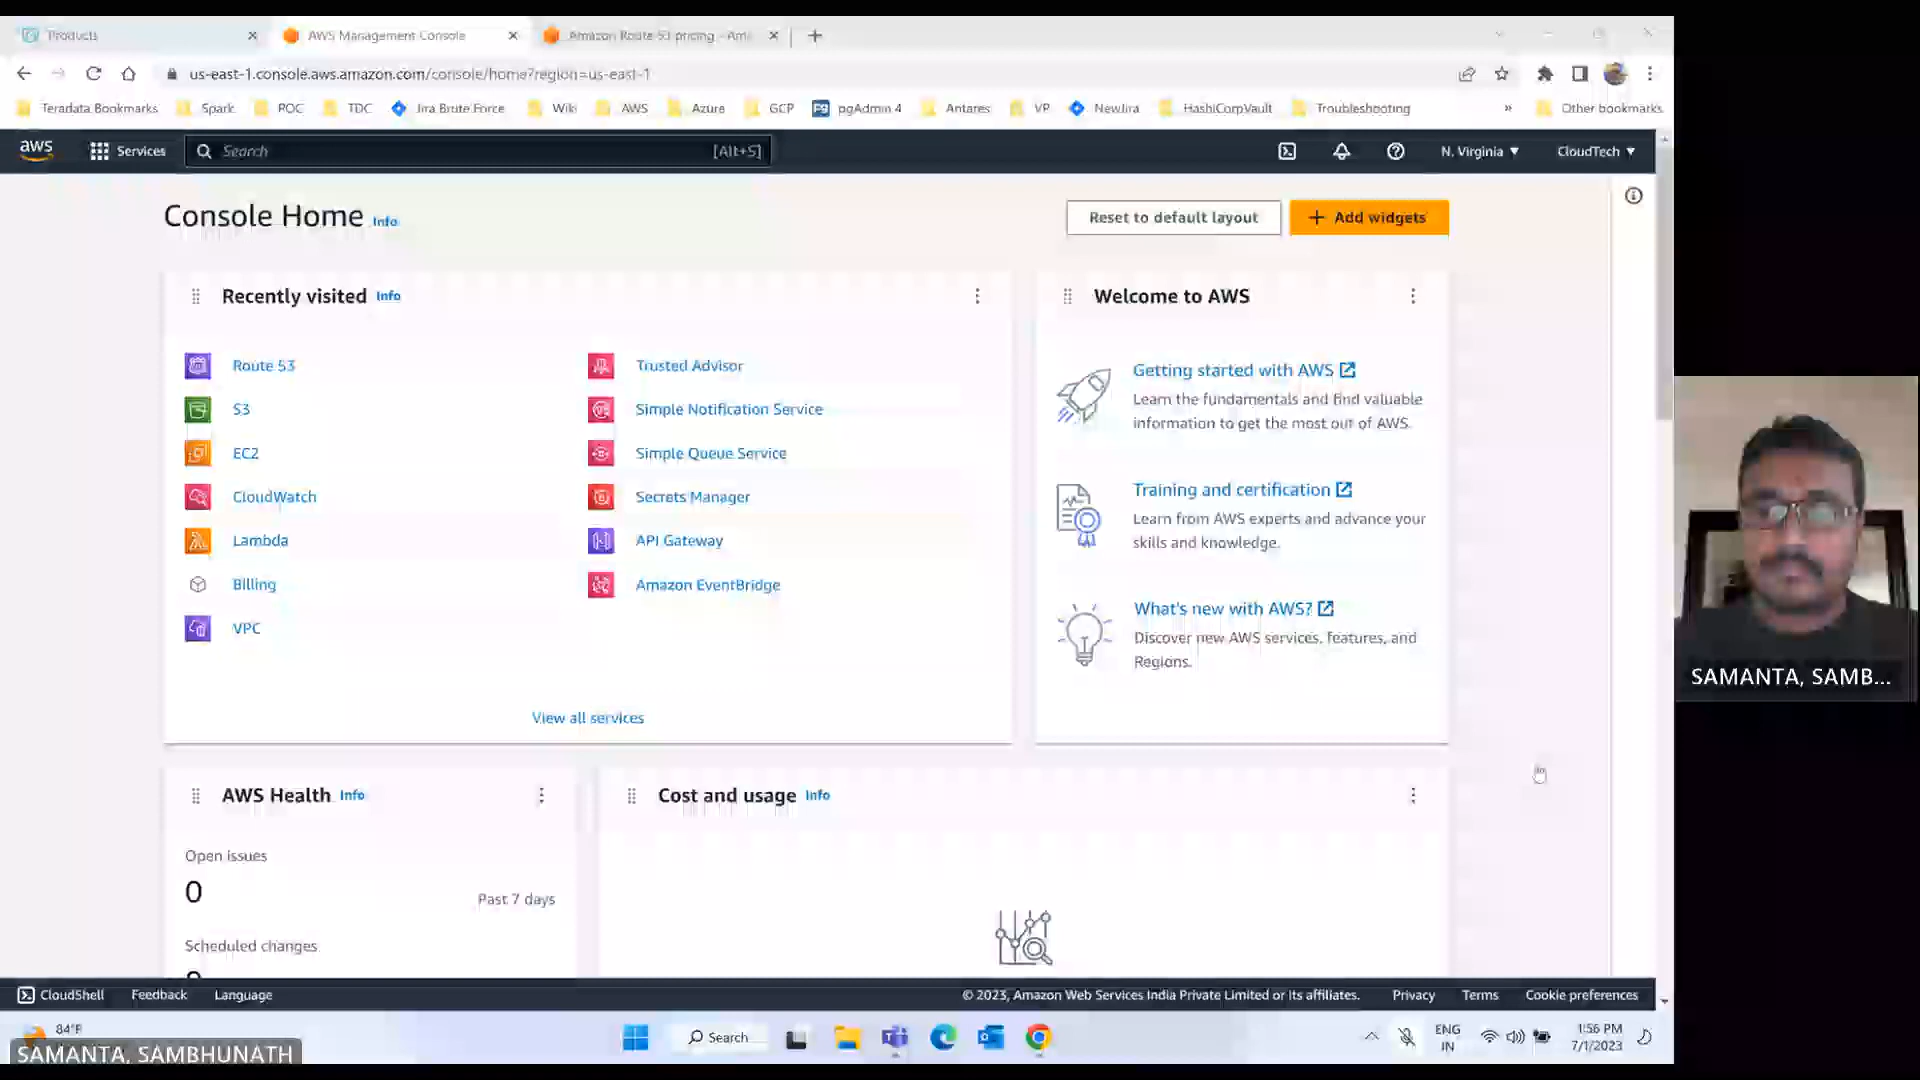 Products
AWS Management Console
Amazon Route 53 pricing - Ama
us-east-1.console.aws.amazon.com/console/home?region=us-east-1
Teradata Bookmarks Spark POC TDC Jira Brute Force Wiki AWS Azure GCP pgAdmin 4 Antares VP NewJira HashiCorpVault Troubleshooting » Other bookmarks
aws Services Search [Alt+S] N. Virginia CloudTech
Console Home Info
Reset to default layout
+ Add widgets
Recently visited Info
Route 53
S3
EC2
CloudWatch
Lambda
Billing
VPC
Trusted Advisor
Simple Notification Service
Simple Queue Service
Secrets Manager
API Gateway
Amazon EventBridge
View all services
Welcome to AWS
Getting started with AWS
Learn the fundamentals and find valuable
information to get the most out of AWS.
Training and certification
Learn from AWS experts and advance your
skills and knowledge.
What's new with AWS?
Discover new AWS services, features, and
Regions.
AWS Health Info
Open issues
0
Past 7 days
Scheduled changes
Cost and usage Info
SAMANTA, SAMB...
CloudShell Feedback Language
© 2023, Amazon Web Services India Private Limited or its affiliates. Privacy Terms Cookie preferences
84°F
Search
ENG
IN
1:56 PM
7/1/2023
SAMANTA, SAMBHUNATH